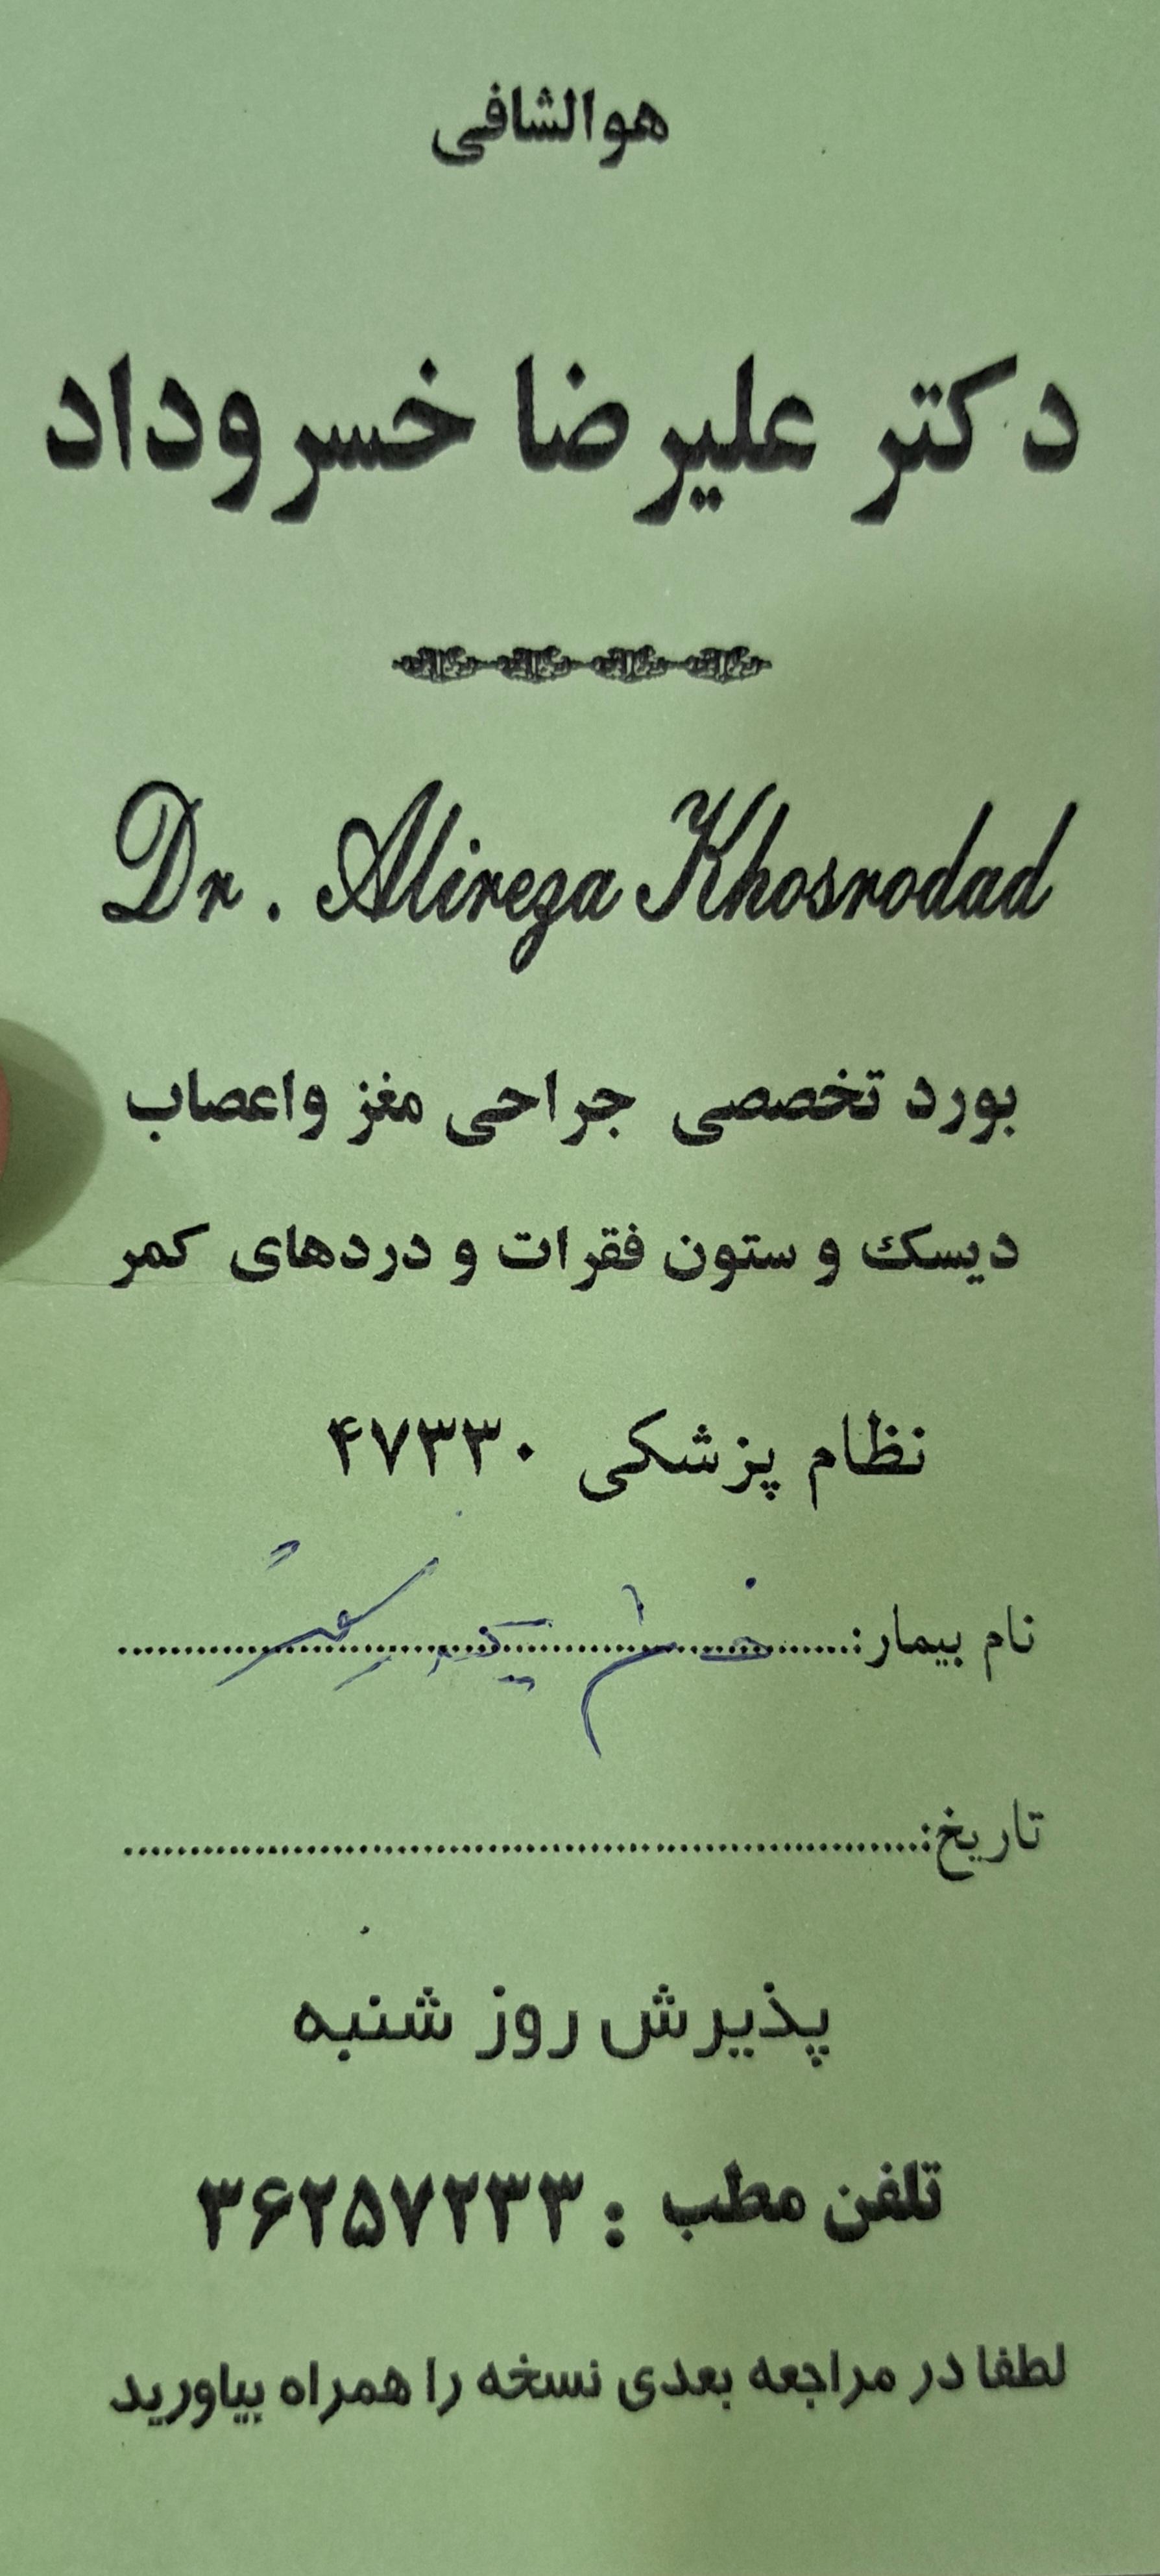 هوالشافی
دکتر علیرضا خسروداد
Dr. Alireza Khosrodad
بورد تخصصی جراحی مغز واعصاب
دیسک و ستون فقرات و دردهای کمر
نظام پزشکی ۴۷۳۳۰
نام بیمار:
تاریخ:
پذیرش روز شنبه
تلفن مطب : ۳۶۲۵۷۲۳۳
لطفا در مراجعه بعدی نسخه را همراه بیاورید